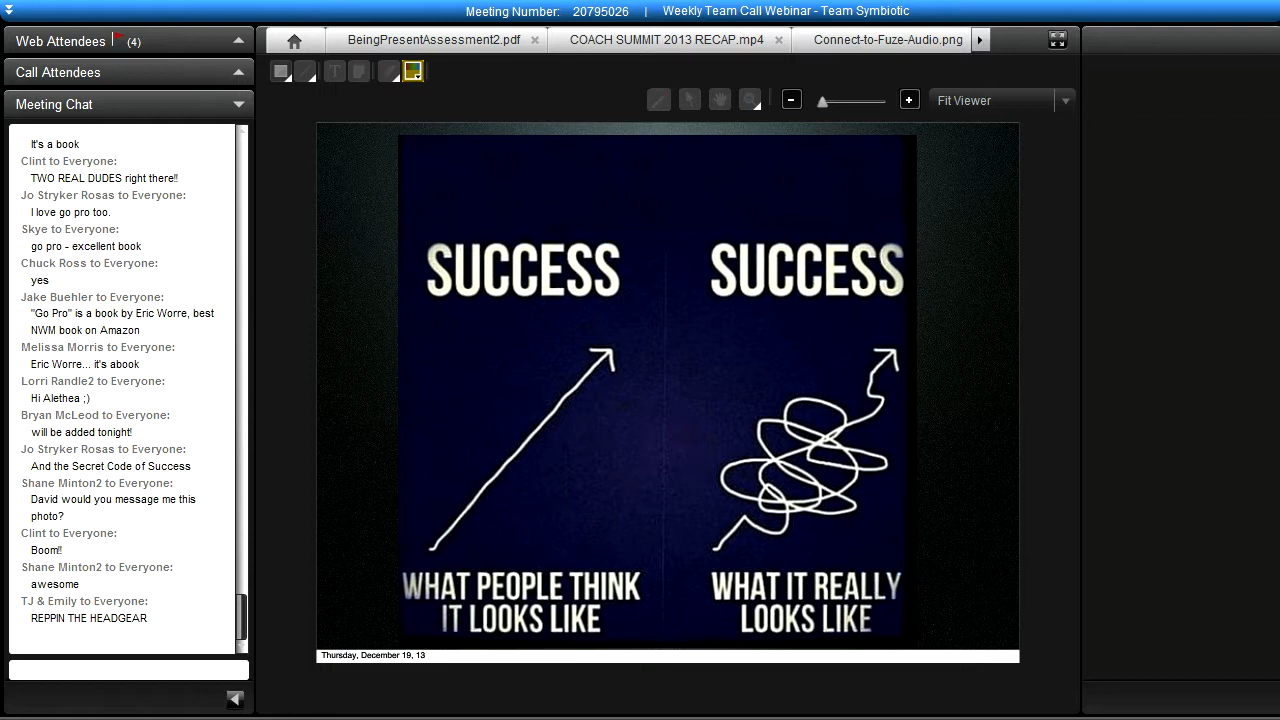 Meeting Number: 20795026 | Weekly Team Call Webinar - Team Symbiotic
Web Attendees (4)
Call Attendees
Meeting Chat
It's a book
Clint to Everyone:
TWO REAL DUDES right there!!
Jo Stryker Rosas to Everyone:
I love go pro too.
Skye to Everyone:
go pro - excellent book
Chuck Ross to Everyone:
yes
Jake Buehler to Everyone:
"Go Pro" is a book by Eric Worre, best
NWM book on Amazon
Melissa Morris to Everyone:
Eric Worre... it's abook
Lorri Randle2 to Everyone:
Hi Alethea ;)
Bryan McLeod to Everyone:
will be added tonight!
Jo Stryker Rosas to Everyone:
And the Secret Code of Success
Shane Minton2 to Everyone:
David would you message me this
photo?
Clint to Everyone:
Boom!!
Shane Minton2 to Everyone:
awesome
TJ & Emily to Everyone:
REPPIN THE HEADGEAR
BeingPresentAssessment2.pdf
COACH SUMMIT 2013 RECAP.mp4
Connect-to-Fuze-Audio.png
T
Fit Viewer
SUCCESS
WHAT PEOPLE THINK
IT LOOKS LIKE
SUCCESS
WHAT IT REALLY
LOOKS LIKE
Thursday, December 19, 13